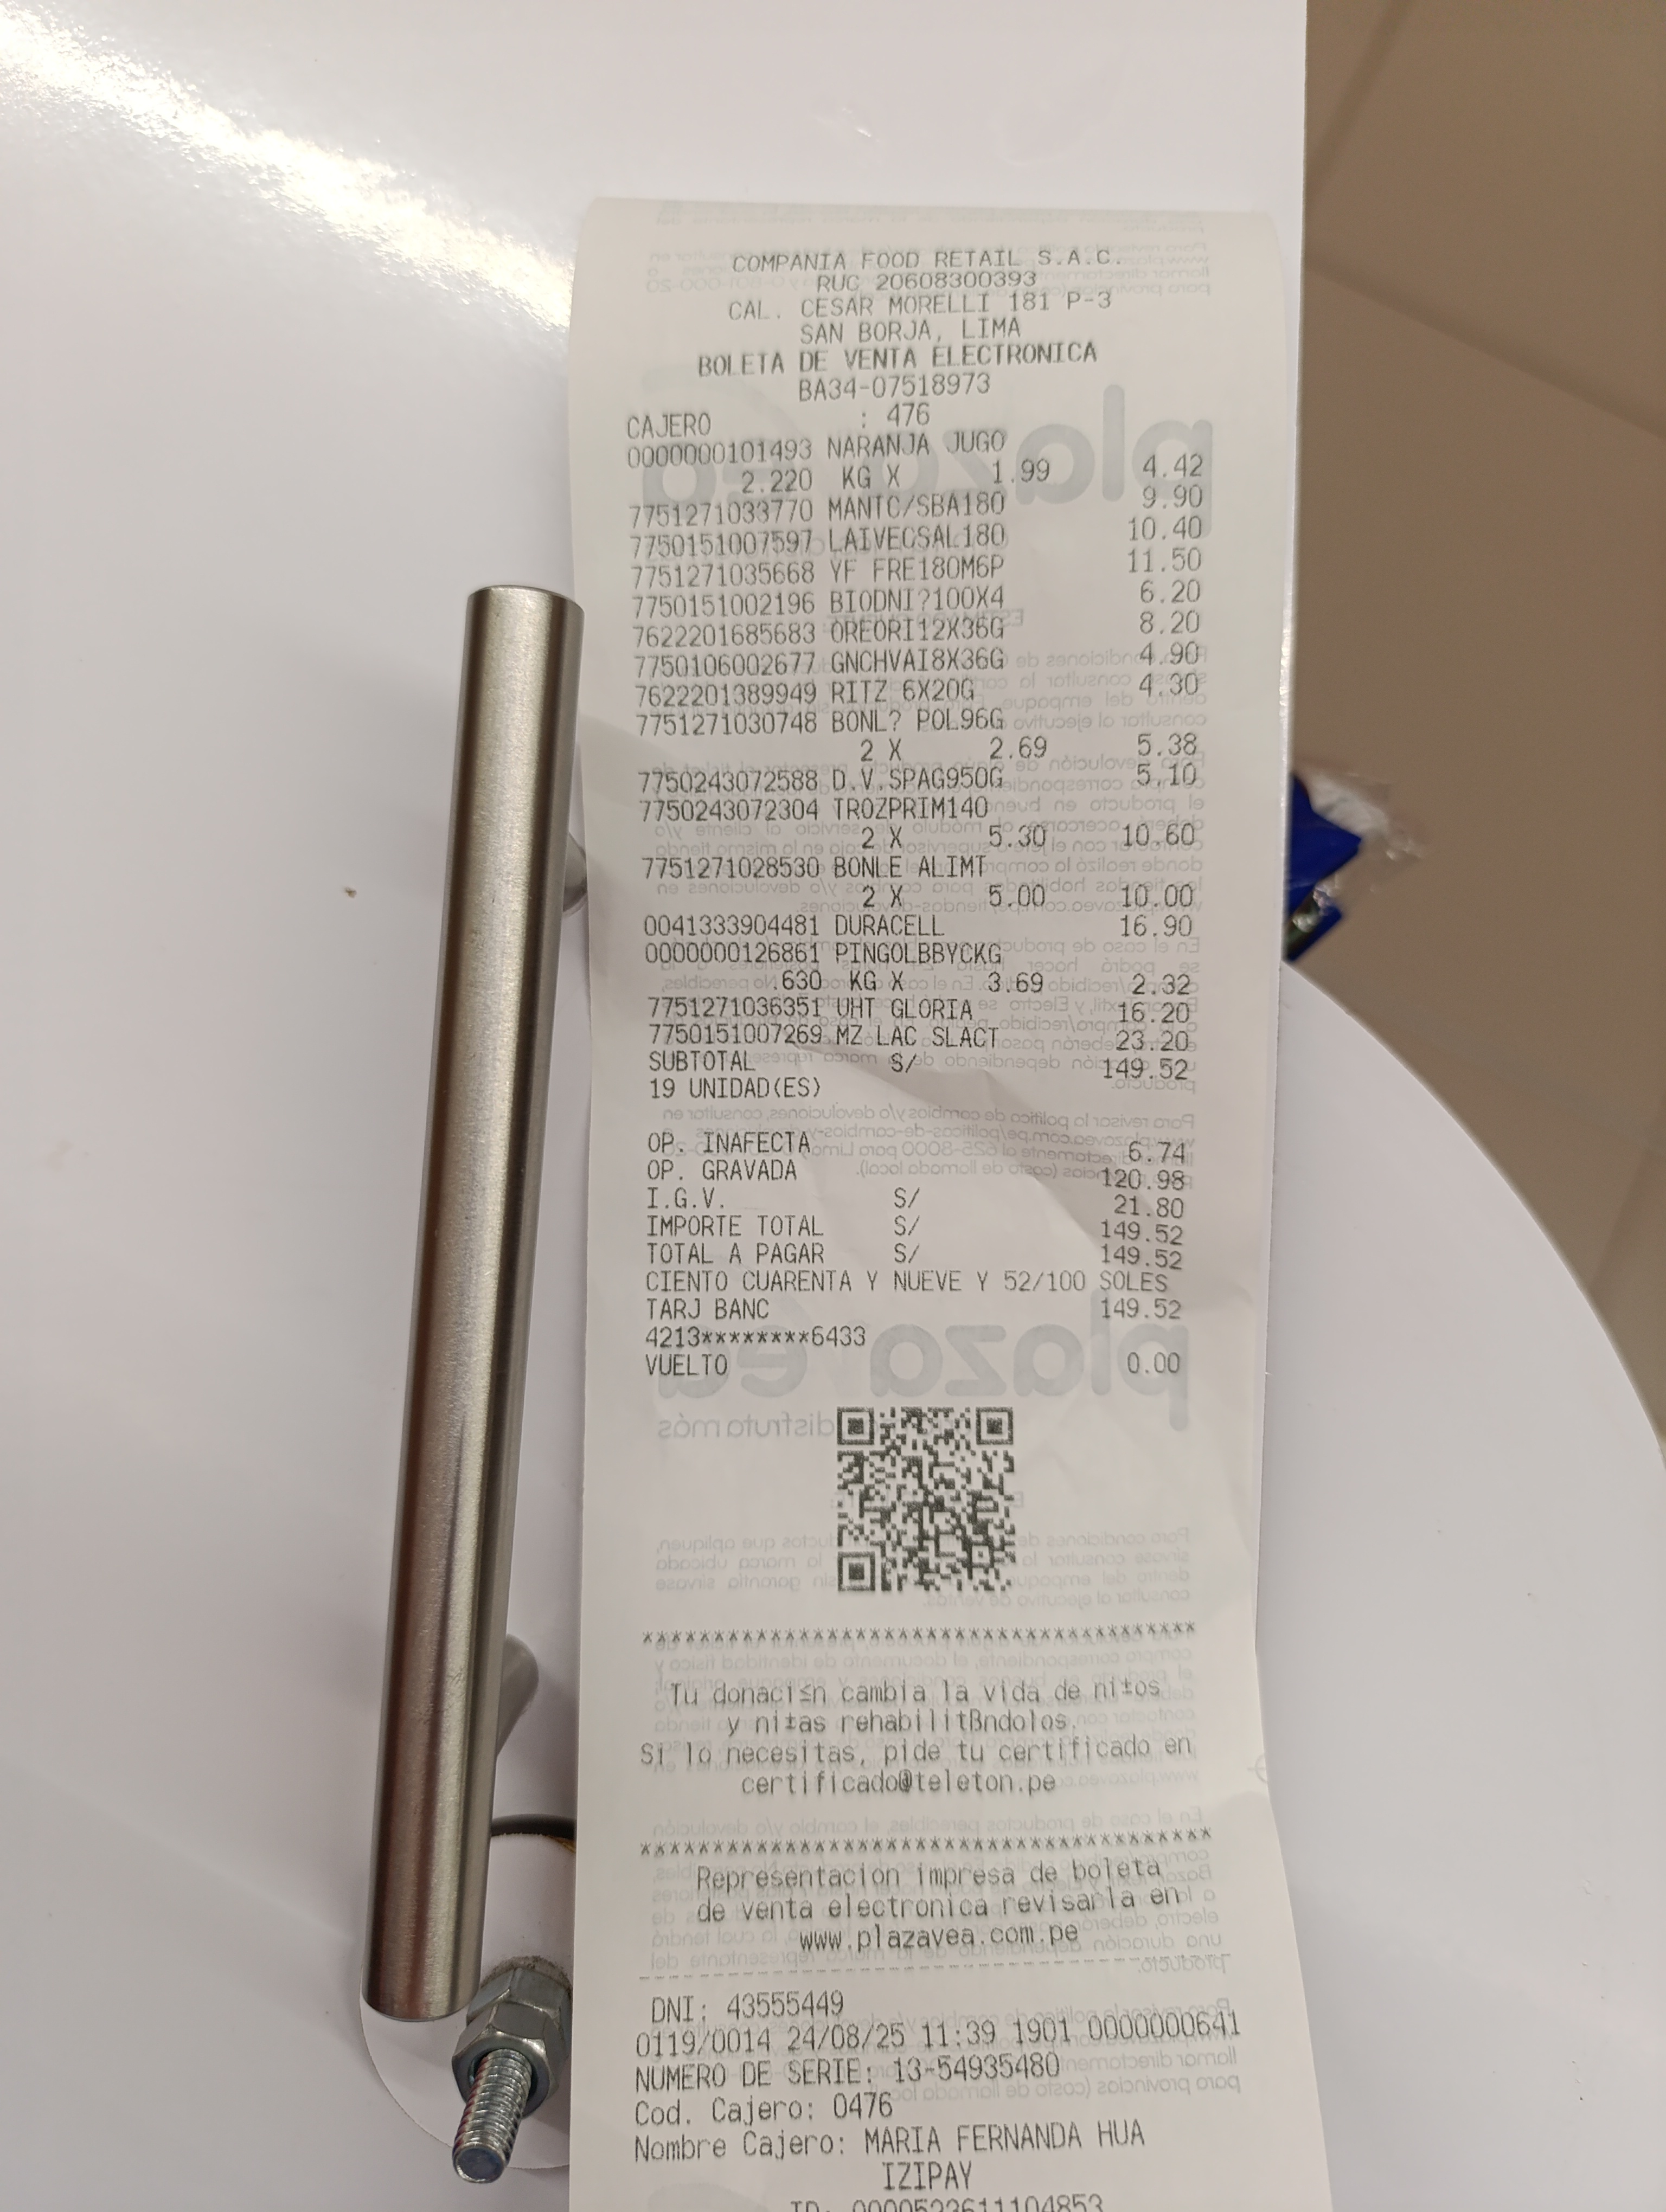 COMPANIA FOOD RETAIL S.A.C.
RUC 20608300393
CAL. CESAR MORELLI 181 P-3
SAN BORJA, LIMA
BOLETA DE VENTA ELECTRONICA
BA34-07518973
CAJERO : 476
0000000101493 NARANJA JUGO
2.220 KG X 1.99 4.42
7751271033770 MANTC/SBA180 9.90
7750151007597 LAIVECSAL180 10.40
7751271035668 YF FRE180M6P 11.50
7750151002196 BIODNI?100X4 6.20
7622201685683 OREORI12X36G 8.20
7750106002677 GNCHVAI8X36G 4.90
7622201389949 RITZ 6X20G 4.30
7751271030748 BONL? POL96G
2 X 2.69 5.38
7750243072588 D.V.SPAG950G 5.10
7750243072304 TROZPRIM140
2 X 5.30 10.60
7751271028530 BONLE ALIMT
2 X 5.00 10.00
0041333904481 DURACELL 16.90
0000000126861 PINGOLBBYCKG
.630 KG X 3.69 2.32
7751271036351 UHT GLORIA 16.20
7750151007269 MZ LAC SLACT 23.20
SUBTOTAL S/ 149.52
19 UNIDAD(ES)
OP. INAFECTA 6.74
OP. GRAVADA 120.98
I.G.V. S/ 21.80
IMPORTE TOTAL S/ 149.52
TOTAL A PAGAR S/ 149.52
CIENTO CUARENTA Y NUEVE Y 52/100 SOLES
TARJ BANC 149.52
4213********6433
VUELTO 0.00
****************************************
Tu donaci≤n cambia la vida de ni±os
y ni±as rehabilitßndolos.
Si lo necesitas, pide tu certificado en
certificado@teleton.pe
****************************************
Representacion impresa de boleta
de venta electronica revisarla en
www.plazavea.com.pe
DNI: 43555449
0119/0014 24/08/25 11:39 1901 0000000641
NUMERO DE SERIE: 13-54935480
Cod. Cajero: 0476
Nombre Cajero: MARIA FERNANDA HUA
IZIPAY
ID: 0000523611104853